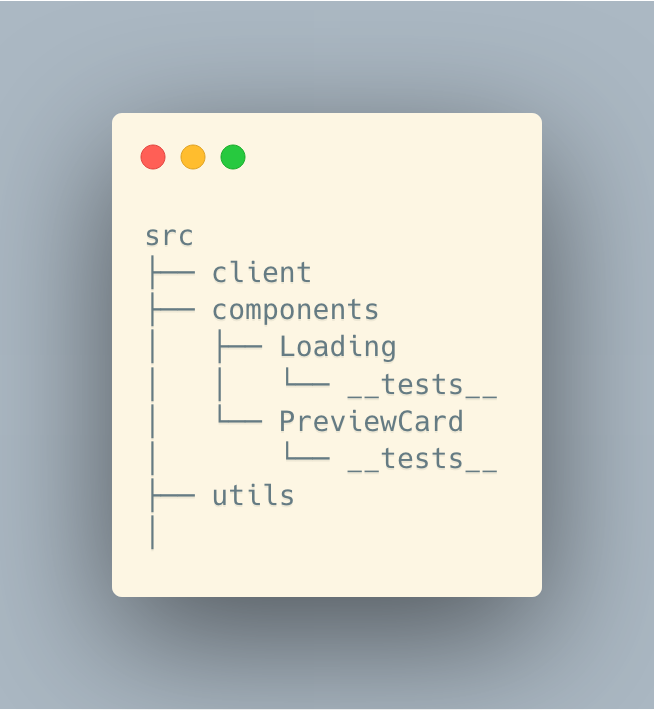 src
├── client
├── components
│   ├── Loading
│   │   └── __tests__
│   └── PreviewCard
│       └── __tests__
├── utils
│